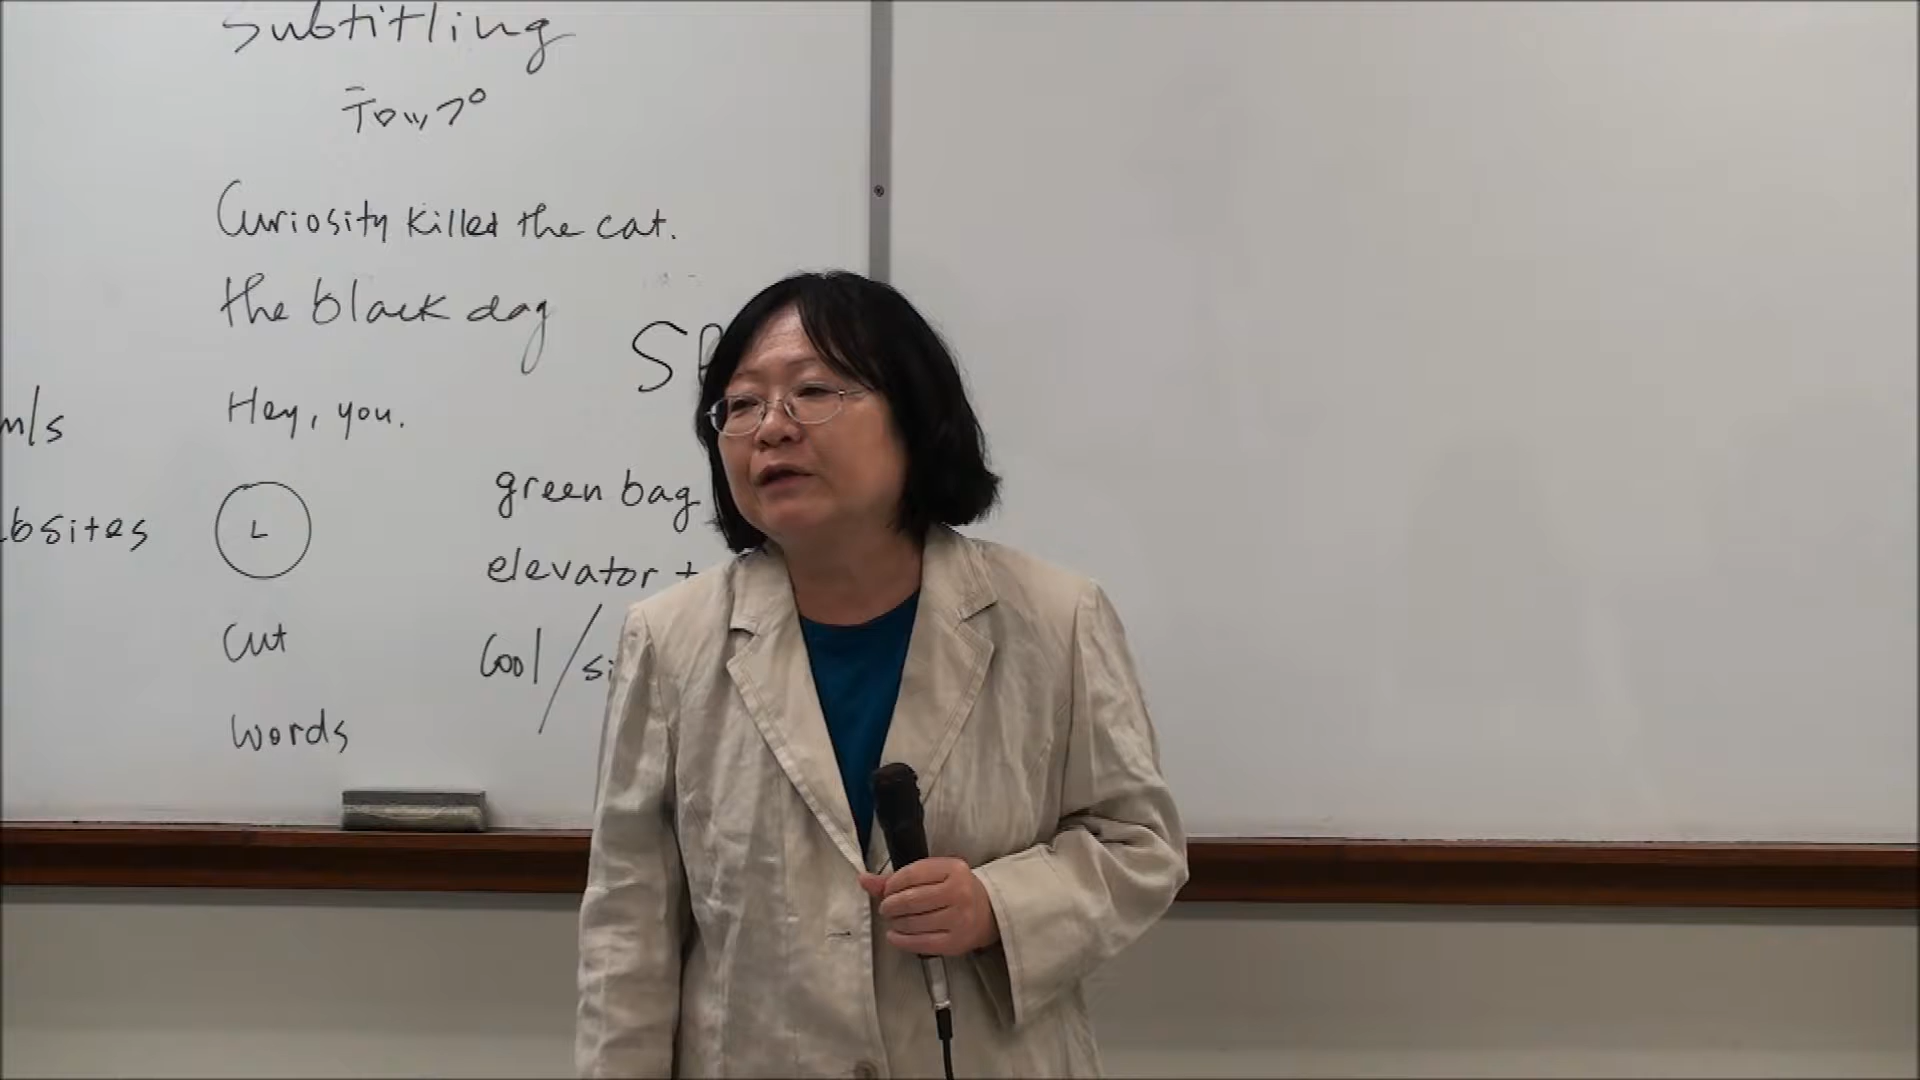 Subtitling
テロップ
Curiosity killed the cat.
the black dog
Hey, you.
m/s
bsites
L
cut
words
green bag
elevator +
Cool /